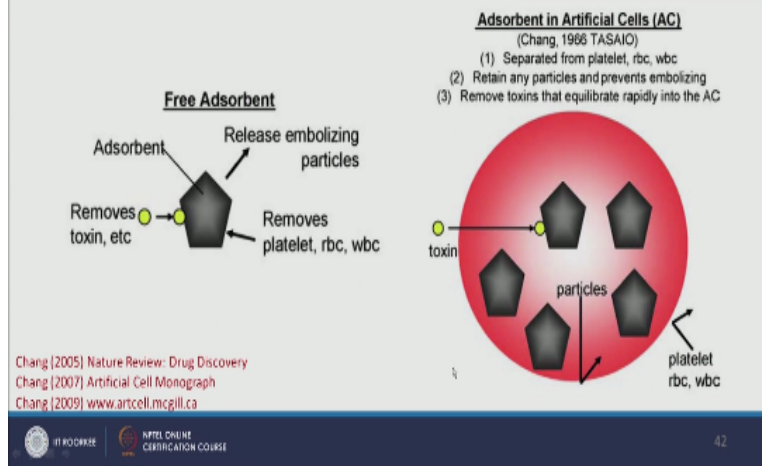 Free Adsorbent
Adsorbent
Release embolizing
particles
Removes
toxin, etc
Removes
platelet, rbc, wbc
Adsorbent in Artificial Cells (AC)
(Chang, 1966 TASAIO)
(1) Separated from platelet, rbc, wbc
(2) Retain any particles and prevents embolizing
(3) Remove toxins that equilibrate rapidly into the AC
toxin
particles
platelet
rbc, wbc
Chang (2005) Nature Review: Drug Discovery
Chang (2007) Artificial Cell Monograph
Chang (2009) www.artcell.mcgill.ca
IIT ROORKEE
NPTEL ONLINE
CERTIFICATION COURSE
42